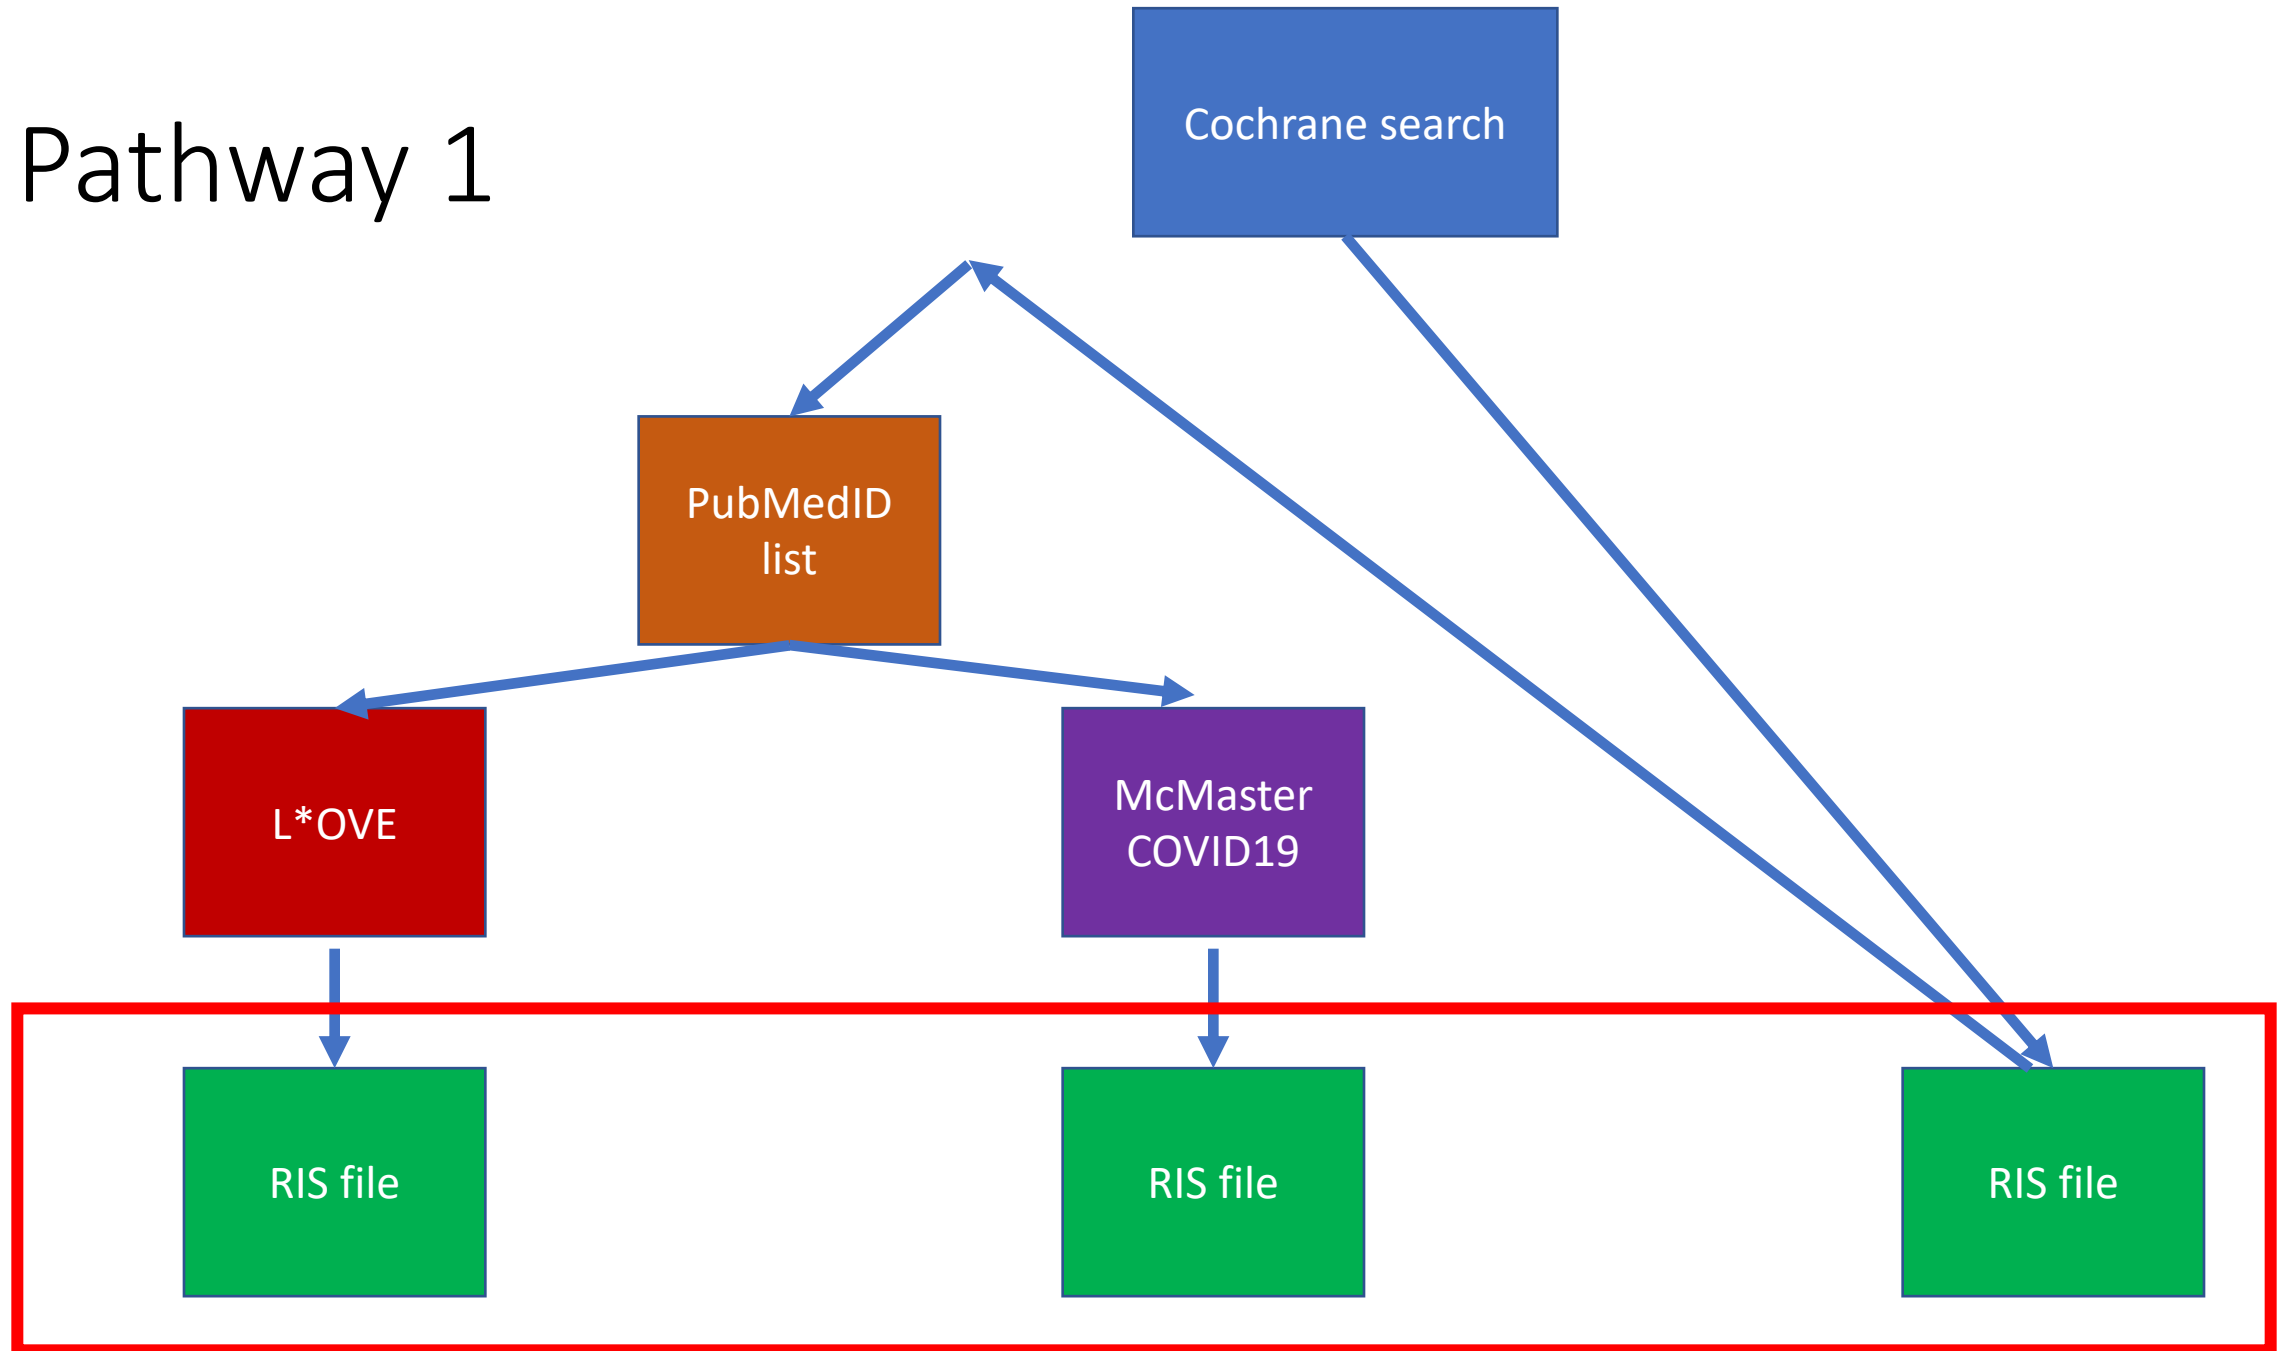 Pathway 1
Cochrane search
PubMedID
list
L*OVE
McMaster
COVID19
RIS file
RIS file
RIS file